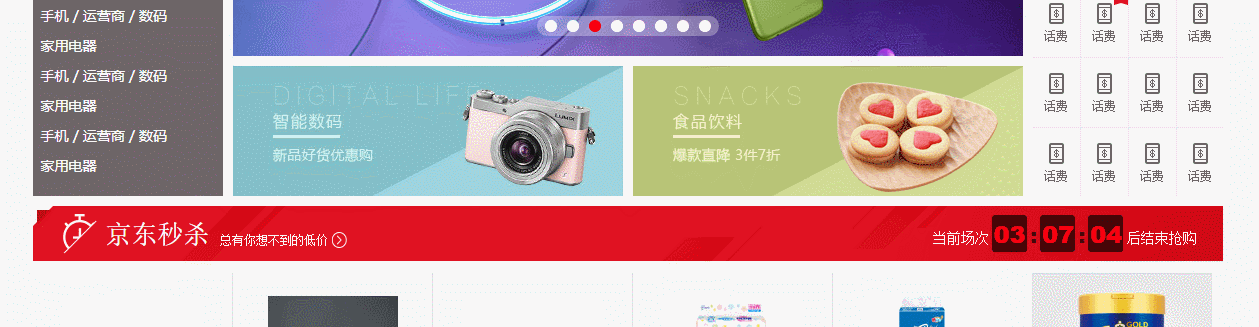 手机 / 运营商 / 数码
家用电器
手机 / 运营商 / 数码
家用电器
手机 / 运营商 / 数码
家用电器
DIGITAL LIFE
智能数码
新品好货优惠购
LUMIX
SNACKS
食品饮料
爆款直降 3件7折
话费 话费 话费 话费
话费 话费 话费 话费
话费 话费 话费 话费
京东秒杀 总有你想不到的低价
当前场次 03:07:04 后结束抢购
GOLD